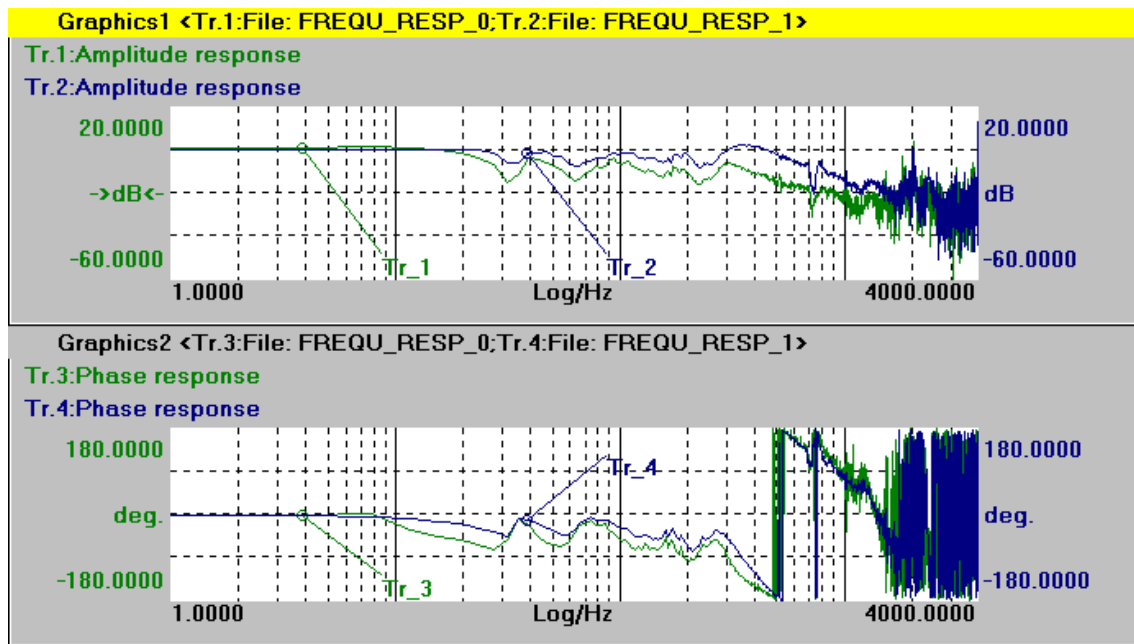 Graphics1 <Tr.1:File: FREQU_RESP_0;Tr.2:File: FREQU_RESP_1>
Tr.1:Amplitude response
Tr.2:Amplitude response
20.0000 20.0000
->dB<- dB
-60.0000 Tr_1 Tr_2 -60.0000
1.0000 Log/Hz 4000.0000
Graphics2 <Tr.3:File: FREQU_RESP_0;Tr.4:File: FREQU_RESP_1>
Tr.3:Phase response
Tr.4:Phase response
180.0000 180.0000
Tr_4
deg. deg.
-180.0000 Tr_3 -180.0000
1.0000 Log/Hz 4000.0000